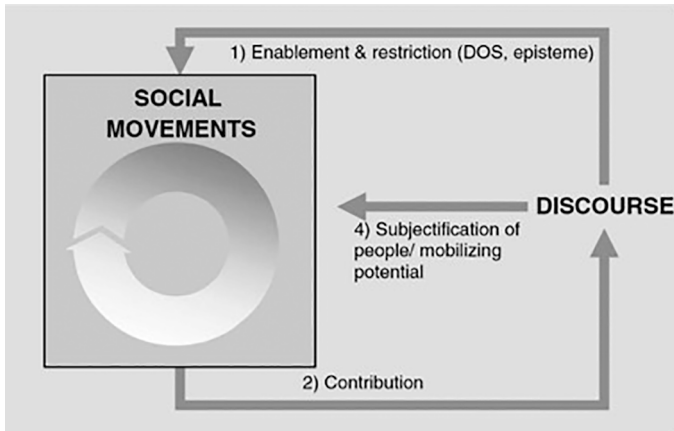 1) Enablement & restriction (DOS, episteme)
SOCIAL
MOVEMENTS
DISCOURSE
4) Subjectification of
people/ mobilizing
potential
2) Contribution